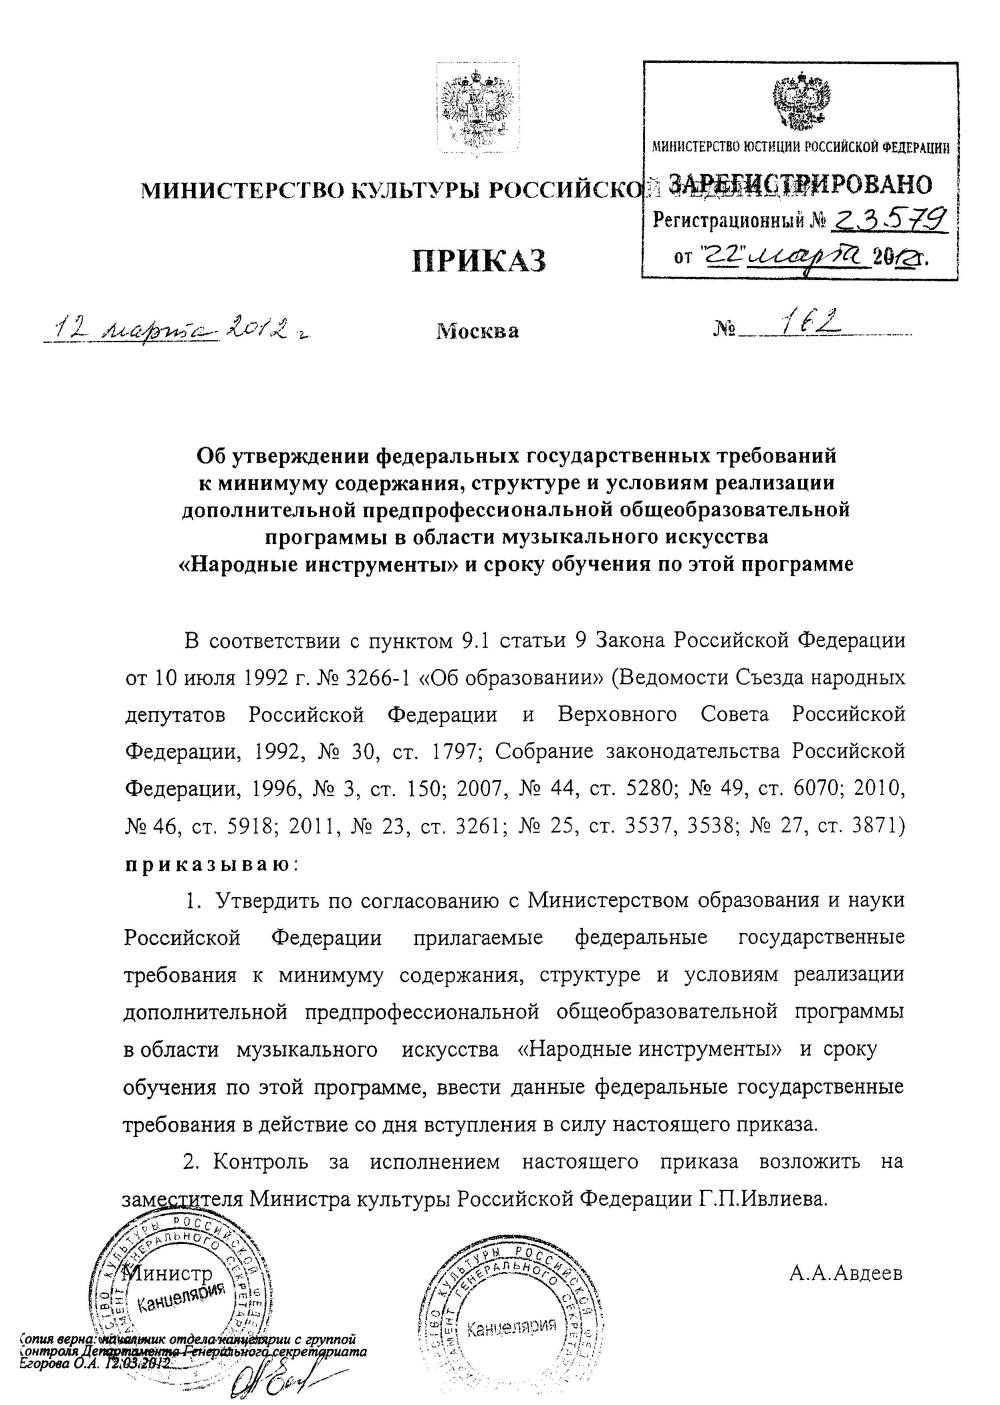 МИНИСТЕРСТВО ЮСТИЦИИ РОССИЙСКОЙ ФЕДЕРАЦИИ
ЗАРЕГИСТРИРОВАНО
Регистрационный № 23579
от "22" марта 2012г.
МИНИСТЕРСТВО КУЛЬТУРЫ РОССИЙСКОЙ ФЕДЕРАЦИИ
ПРИКАЗ
12 марта 2012 г. Москва № 162
Об утверждении федеральных государственных требований
к минимуму содержания, структуре и условиям реализации
дополнительной предпрофессиональной общеобразовательной
программы в области музыкального искусства
«Народные инструменты» и сроку обучения по этой программе
В соответствии с пунктом 9.1 статьи 9 Закона Российской Федерации
от 10 июля 1992 г. № 3266-1 «Об образовании» (Ведомости Съезда народных
депутатов Российской Федерации и Верховного Совета Российской
Федерации, 1992, № 30, ст. 1797; Собрание законодательства Российской
Федерации, 1996, № 3, ст. 150; 2007, № 44, ст. 5280; № 49, ст. 6070; 2010,
№ 46, ст. 5918; 2011, № 23, ст. 3261; № 25, ст. 3537, 3538; № 27, ст. 3871)
приказываю:
1. Утвердить по согласованию с Министерством образования и науки
Российской Федерации прилагаемые федеральные государственные
требования к минимуму содержания, структуре и условиям реализации
дополнительной предпрофессиональной общеобразовательной программы
в области музыкального искусства «Народные инструменты» и сроку
обучения по этой программе, ввести данные федеральные государственные
требования в действие со дня вступления в силу настоящего приказа.
2. Контроль за исполнением настоящего приказа возложить на
заместителя Министра культуры Российской Федерации Г.П.Ивлиева.
Министр А.А.Авдеев
Канцелярия
Канцелярия
Копия верна: начальник отдела канцелярии с группой
контроля Департамента Генерального секретариата
Егорова О.А. 12.03.2012